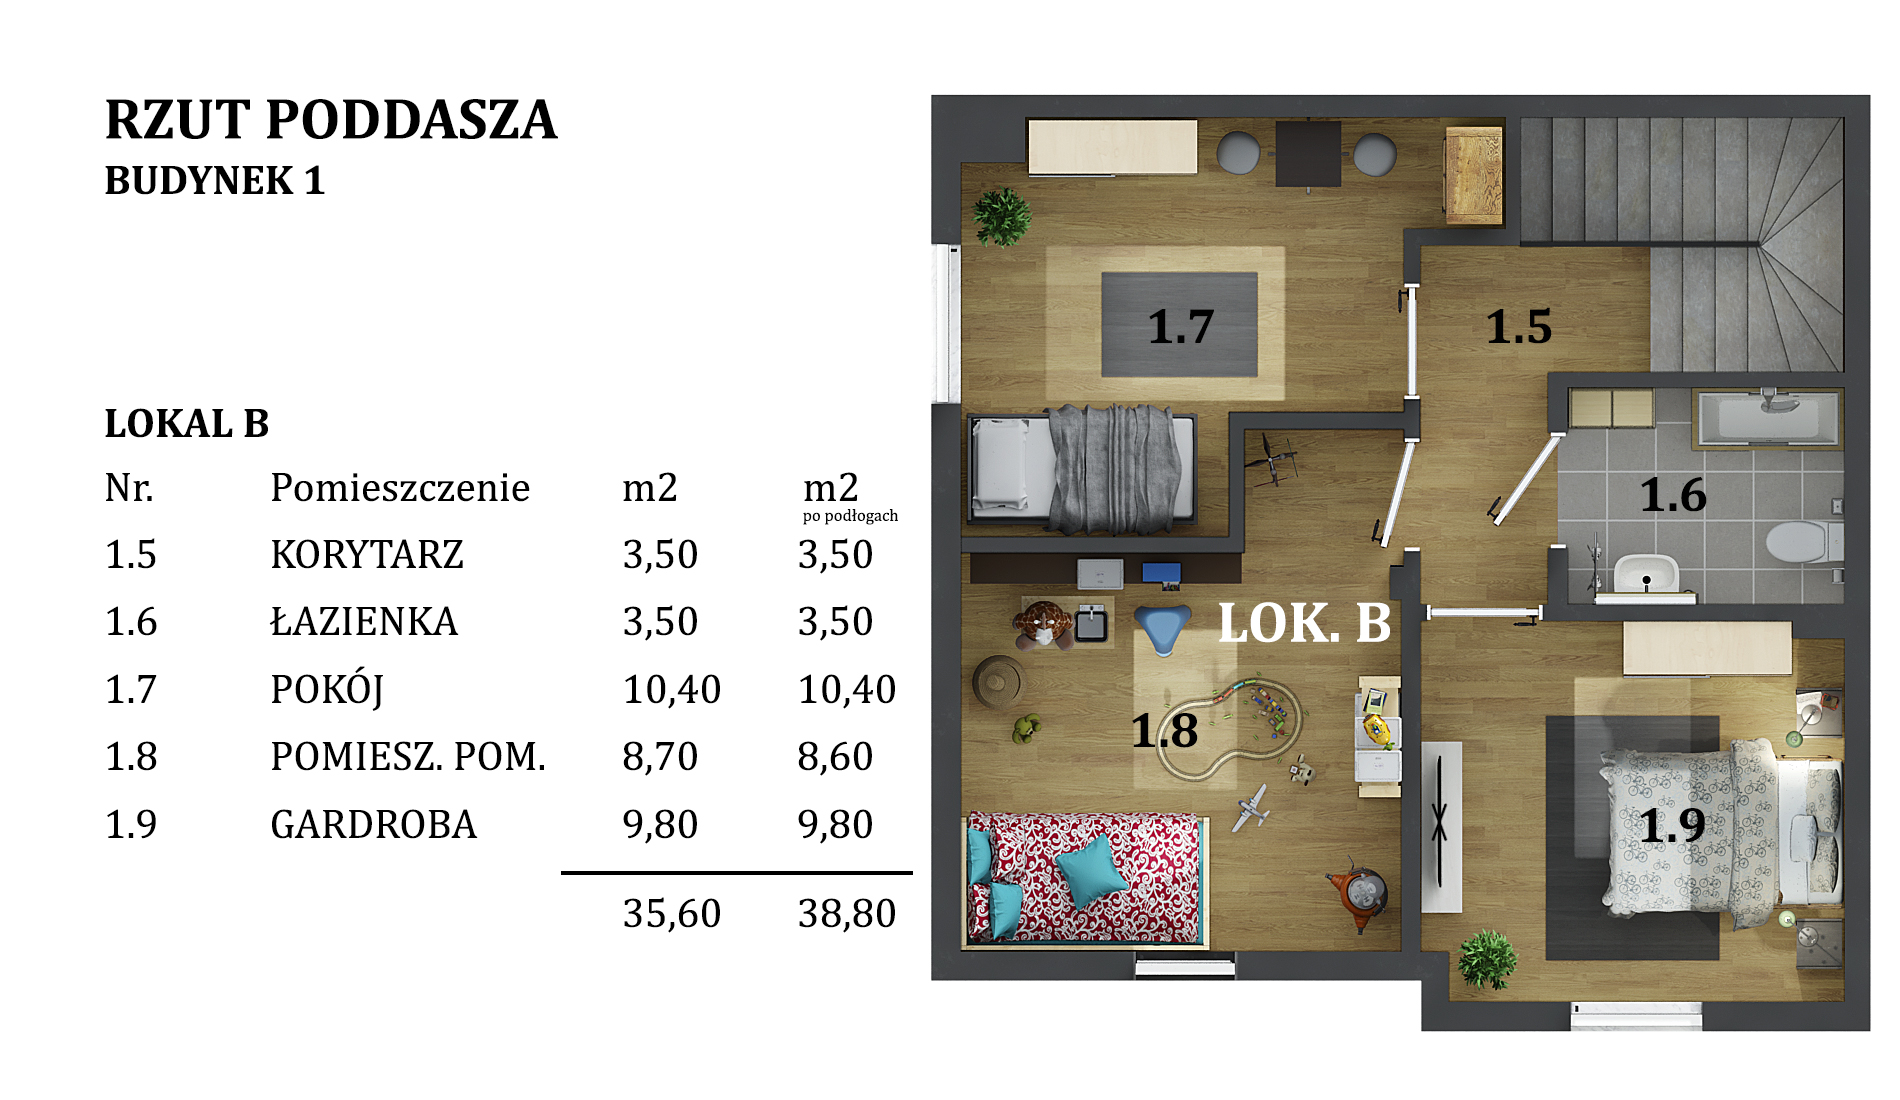 RZUT PODDASZA
BUDYNEK 1
LOKAL B
Nr. Pomieszczenie m2 m2
po podłogach
1.5 KORYTARZ 3,50 3,50
1.6 ŁAZIENKA 3,50 3,50
1.7 POKÓJ 10,40 10,40
1.8 POMIESZ. POM. 8,70 8,60
1.9 GARDROBA 9,80 9,80
35,60 38,80
1.7
1.5
1.6
LOK. B
1.8
1.9